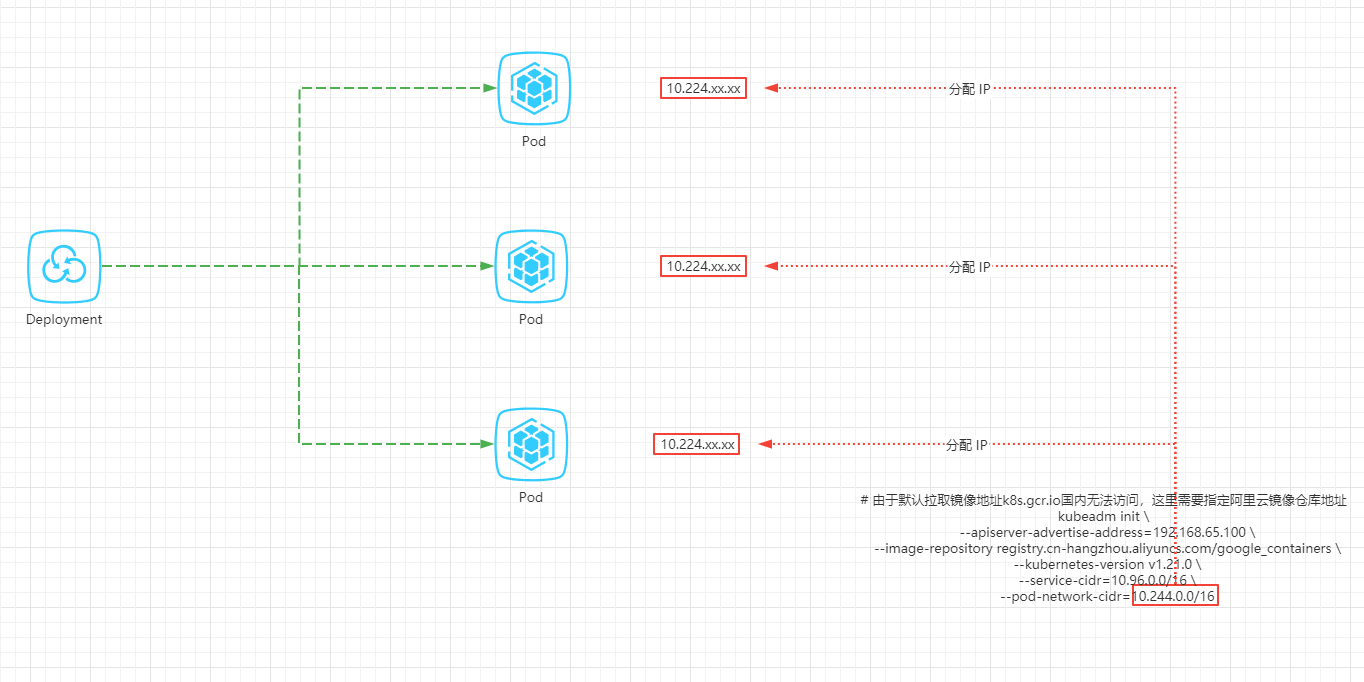 10.224.xx.xx
分配 IP
Pod
10.224.xx.xx
分配 IP
Deployment
Pod
10.224.xx.xx
分配 IP
Pod
# 由于默认拉取镜像地址k8s.gcr.io国内无法访问，这里需要指定阿里云镜像仓库地址
kubeadm init \
--apiserver-advertise-address=192.168.65.100 \
--image-repository registry.cn-hangzhou.aliyuncs.com/google_containers \
--kubernetes-version v1.21.0 \
--service-cidr=10.96.0.0/16 \
--pod-network-cidr=10.244.0.0/16